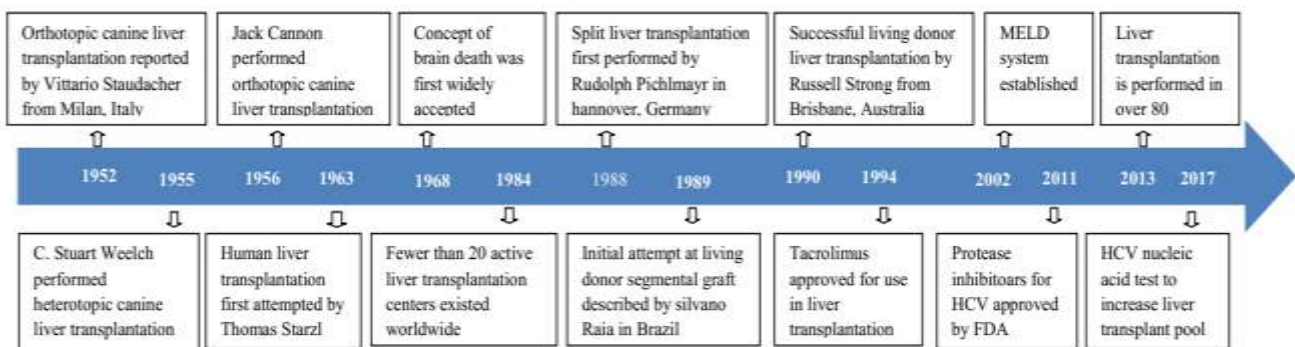 Orthotopic canine liver
transplantation reported
by Vittario Staudacher
from Milan, Italy
Jack Cannon
performed
orthotopic canine
liver transplantation
Concept of
brain death was
first widely
accepted
Split liver transplantation
first performed by
Rudolph Pichlmayr in
hannover, Germany
Successful living donor
liver transplantation by
Russell Strong from
Brisbane, Australia
MELD
system
established
Liver
transplantation
is performed in
over 80
1952
1955
1956
1963
1968
1984
1988
1989
1990
1994
2002
2011
2013
2017
C. Stuart Weelch
performed
heterotopic canine
liver transplantation
Human liver
transplantation
first attempted by
Thomas Starzl
Fewer than 20 active
liver transplantation
centers existed
worldwide
Initial attempt at living
donor segmental graft
described by silvano
Raia in Brazil
Tacrolimus
approved for use
in liver
transplantation
Protease
inhibitoars for
HCV approved
by FDA
HCV nucleic
acid test to
increase liver
transplant pool